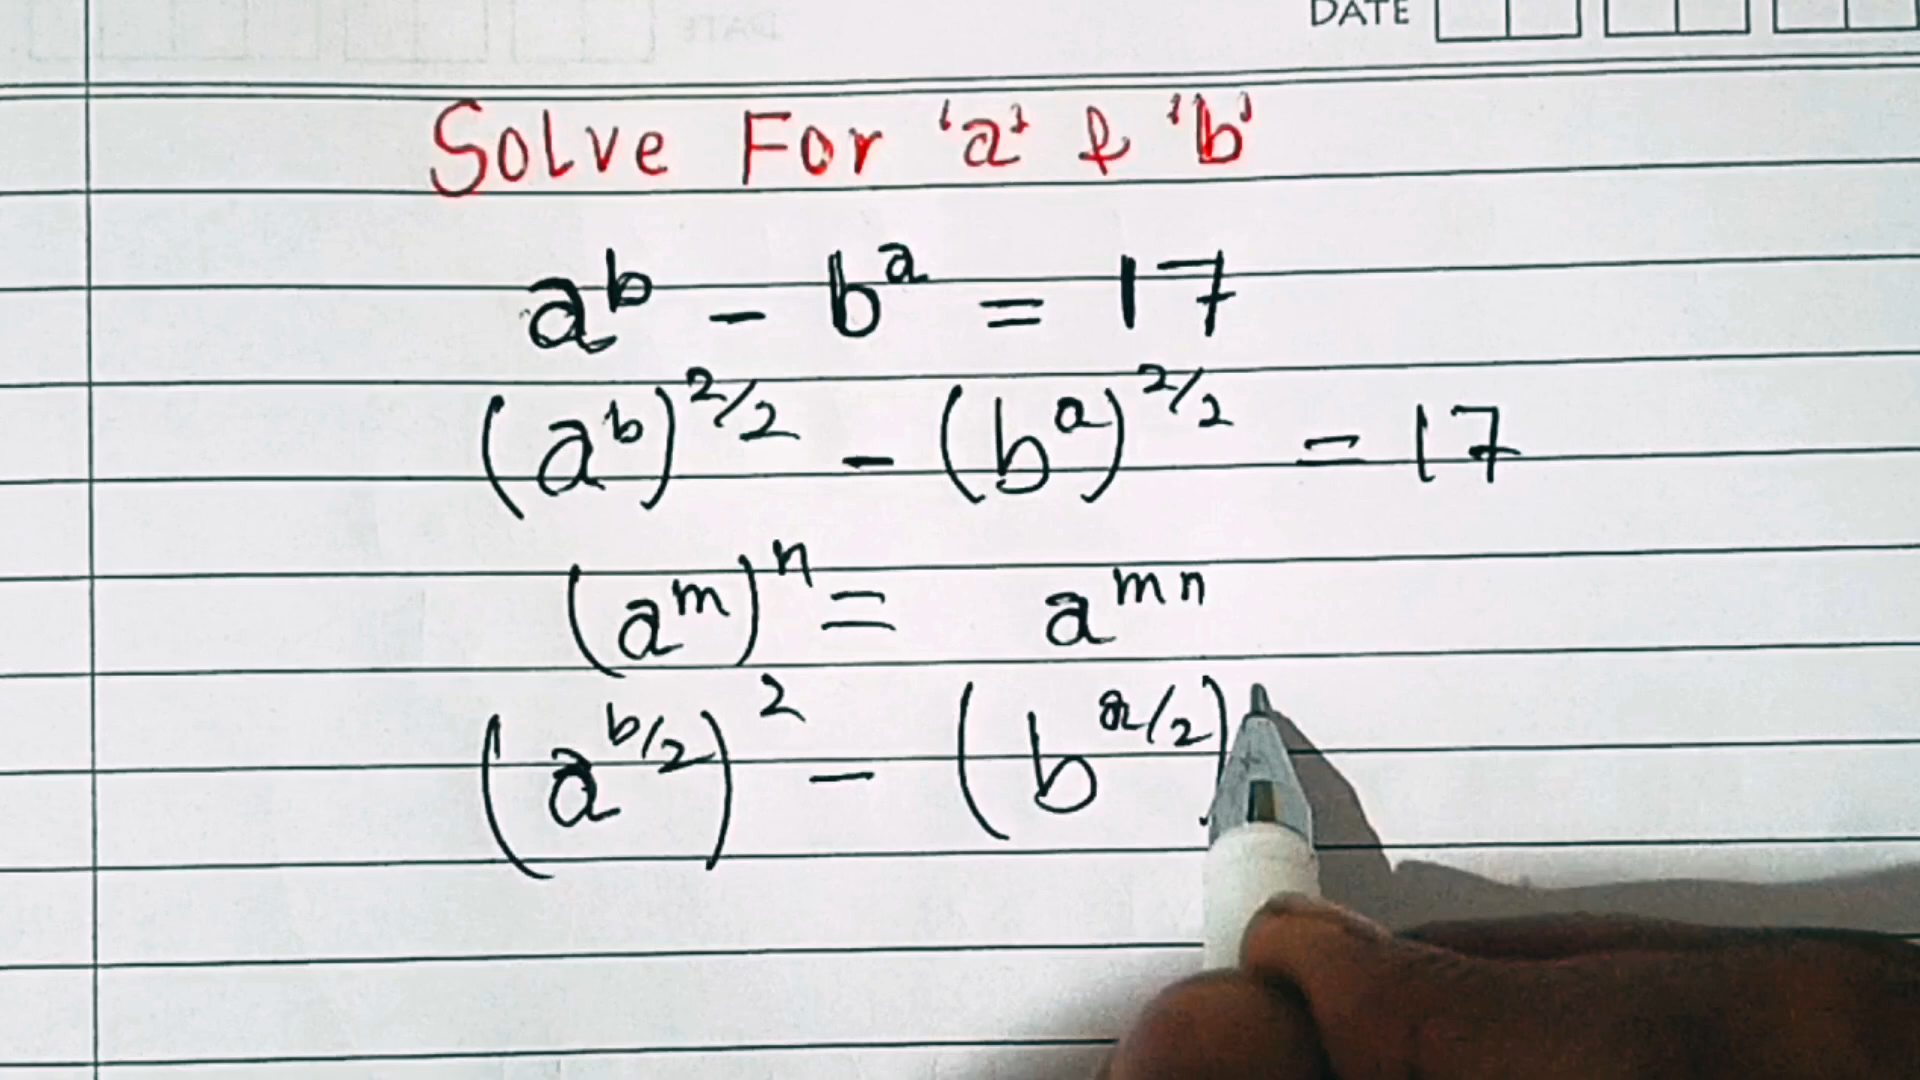 DATE
Solve For 'a' & 'b'
a^b - b^a = 17
(a^b)^2/2 - (b^a)^2/2 = 17
(a^m)^n = a^mn
(a^b/2)^2 - (b^a/2)